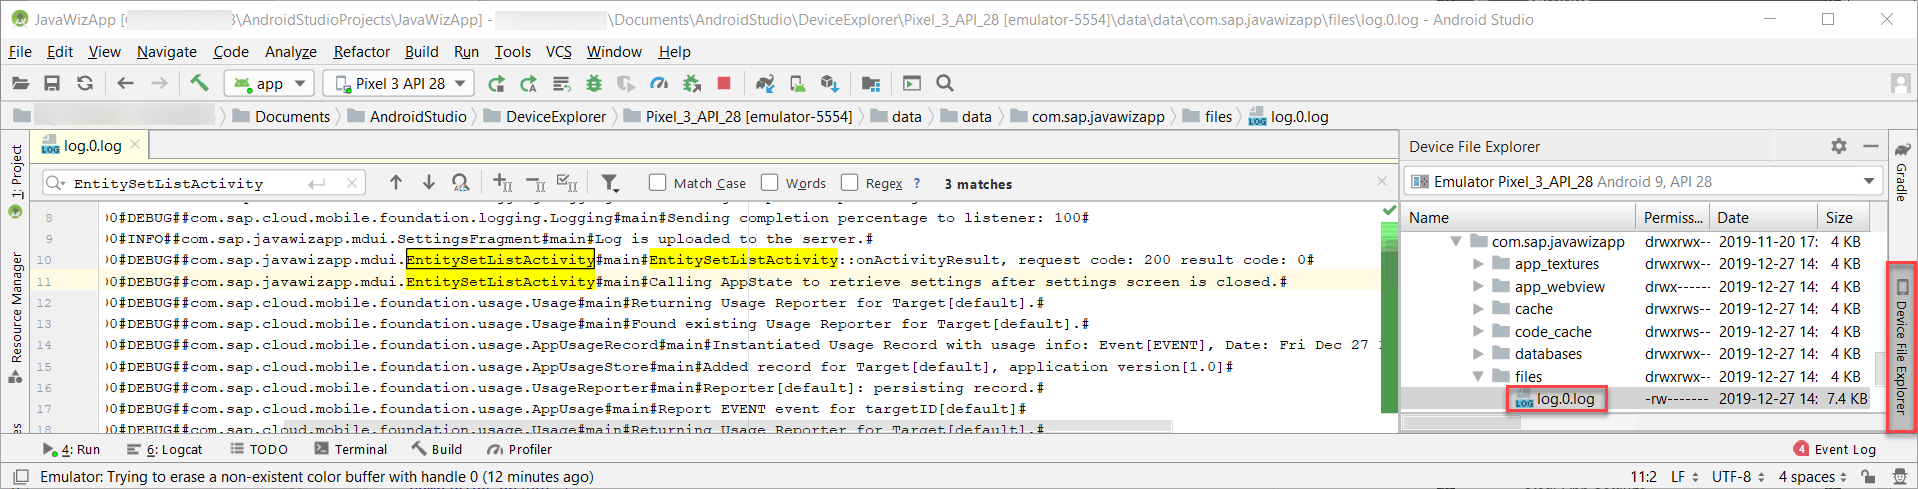 JavaWizApp [ 3\AndroidStudioProjects\JavaWizApp] - \Documents\AndroidStudio\DeviceExplorer\Pixel_3_API_28 [emulator-5554]\data\data\com.sap.javawizapp\files\log.0.log - Android Studio
File Edit View Navigate Code Analyze Refactor Build Run Tools VCS Window Help
app Pixel 3 API 28
Documents AndroidStudio DeviceExplorer Pixel_3_API_28 [emulator-5554] data data com.sap.javawizapp files log.0.log
1: Project
Resource Manager
log.0.log
EntitySetListActivity Match Case Words Regex ? 3 matches
8 00#DEBUG##com.sap.cloud.mobile.foundation.logging.Logging#main#Sending completion percentage to listener: 100#
9 00#INFO##com.sap.javawizapp.mdui.SettingsFragment#main#Log is uploaded to the server.#
10 00#DEBUG##com.sap.javawizapp.mdui.EntitySetListActivity#main#EntitySetListActivity::onActivityResult, request code: 200 result code: 0#
11 00#DEBUG##com.sap.javawizapp.mdui.EntitySetListActivity#main#Calling AppState to retrieve settings after settings screen is closed.#
12 00#DEBUG##com.sap.cloud.mobile.foundation.usage.Usage#main#Returning Usage Reporter for Target[default].#
13 00#DEBUG##com.sap.cloud.mobile.foundation.usage.Usage#main#Found existing Usage Reporter for Target[default].#
14 00#DEBUG##com.sap.cloud.mobile.foundation.usage.AppUsageRecord#main#Instantiated Usage Record with usage info: Event[EVENT], Date: Fri Dec 27
15 00#DEBUG##com.sap.cloud.mobile.foundation.usage.AppUsageStore#main#Added record for Target[default], application version[1.0]#
16 00#DEBUG##com.sap.cloud.mobile.foundation.usage.UsageReporter#main#Reporter[default]: persisting record.#
17 00#DEBUG##com.sap.cloud.mobile.foundation.usage.AppUsage#main#Report EVENT event for targetID[default]#
18 00#DEBUG##com.sap.cloud.mobile.foundation.usage.Usage#main#Returning Usage Reporter for Target[default].#
Device File Explorer
Emulator Pixel_3_API_28 Android 9, API 28
Name Permiss... Date Size
com.sap.javawizapp drwxrwx-- 2019-11-20 17: 4 KB
app_textures drwxrwx-- 2019-12-27 14: 4 KB
app_webview drwx------ 2019-12-27 14: 4 KB
cache drwxrws-- 2019-12-27 14: 4 KB
code_cache drwxrws-- 2019-12-27 14: 4 KB
databases drwxrwx-- 2019-12-27 14: 4 KB
files drwxrwx-- 2019-12-27 14: 4 KB
log.0.log -rw------- 2019-12-27 14: 7.4 KB
Gradle
Device File Explorer
4: Run 6: Logcat TODO Terminal Build Profiler 4 Event Log
Emulator: Trying to erase a non-existent color buffer with handle 0 (12 minutes ago) 11:2 LF UTF-8 4 spaces